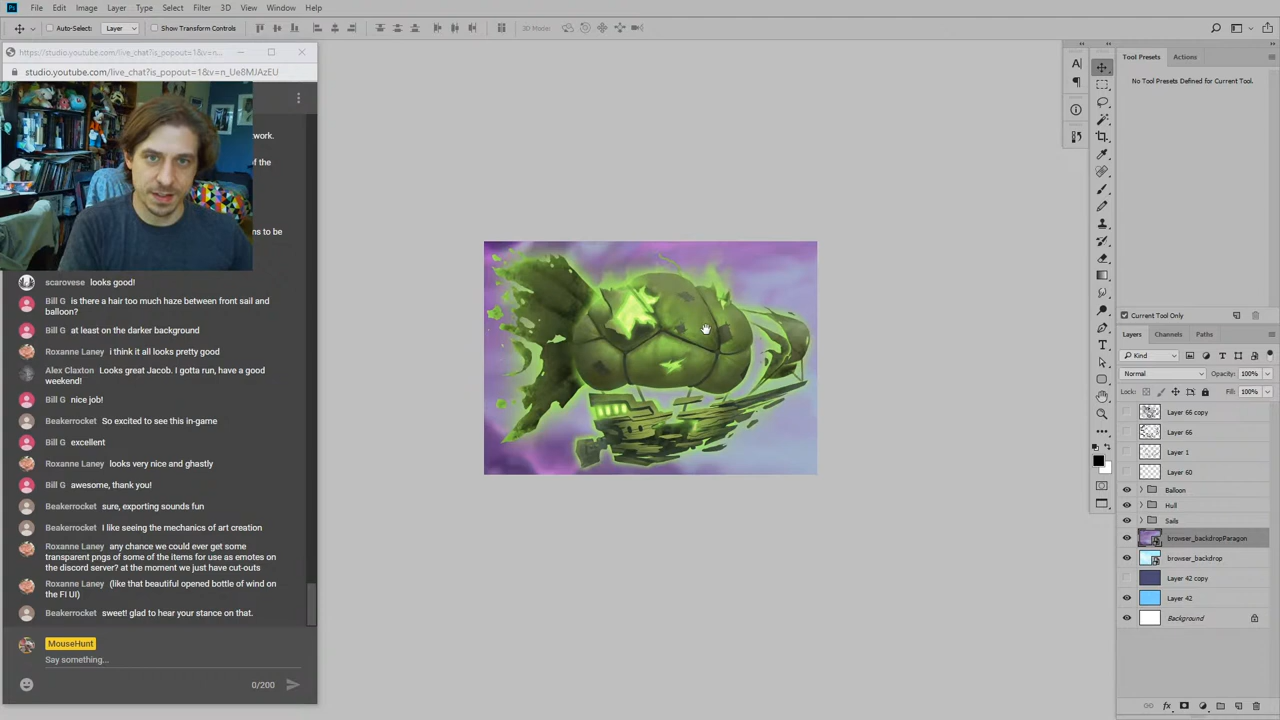 File Edit Image Layer Type Select Filter 3D View Window Help
Auto-Select: Layer Show Transform Controls 3D Mode:
https://studio.youtube.com/live_chat?is_popout=1&v=n...
studio.youtube.com/live_chat?is_popout=1&v=n_Ue8MJAzEU
work.
of the
ns to be
scarovese looks good!
Bill G is there a hair too much haze between front sail and
balloon?
Bill G at least on the darker background
Roxanne Laney i think it all looks pretty good
Alex Claxton Looks great Jacob. I gotta run, have a good
weekend!
Bill G nice job!
Beakerrocket So excited to see this in-game
Bill G excellent
Roxanne Laney looks very nice and ghastly
Bill G awesome, thank you!
Beakerrocket sure, exporting sounds fun
Beakerrocket I like seeing the mechanics of art creation
Roxanne Laney any chance we could ever get some
transparent pngs of some of the items for use as emotes on
the discord server? at the moment we just have cut-outs
Roxanne Laney (like that beautiful opened bottle of wind on
the FI UI)
Beakerrocket sweet! glad to hear your stance on that.
MouseHunt
Say something...
0/200
Tool Presets Actions
No Tool Presets Defined for Current Tool.
Current Tool Only
Layers Channels Paths
Kind
Normal Opacity: 100%
Lock: Fill: 100%
Layer 66 copy
Layer 66
Layer 1
Layer 60
Balloon
Hull
Sails
browser_backdropParagon
browser_backdrop
Layer 42 copy
Layer 42
Background